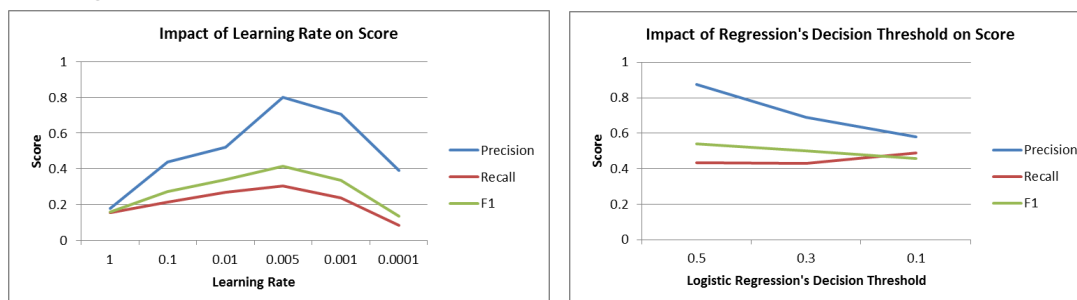 Impact of Learning Rate on Score
1
0.8
0.6
0.4
0.2
0
Score
1 0.1 0.01 0.005 0.001 0.0001
Learning Rate
Precision
Recall
F1
Impact of Regression's Decision Threshold on Score
1
0.8
0.6
0.4
0.2
0
Score
0.5 0.3 0.1
Logistic Regression's Decision Threshold
Precision
Recall
F1